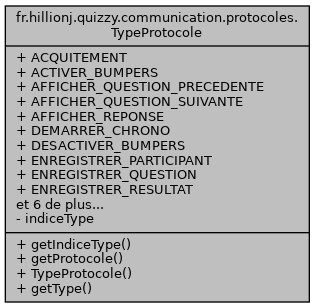 fr.hillionj.quizzy.communication.protocoles.
TypeProtocole
+ ACQUITEMENT
+ ACTIVER_BUMPERS
+ AFFICHER_QUESTION_PRECEDENTE
+ AFFICHER_QUESTION_SUIVANTE
+ AFFICHER_REPONSE
+ DEMARRER_CHRONO
+ DESACTIVER_BUMPERS
+ ENREGISTRER_PARTICIPANT
+ ENREGISTRER_QUESTION
+ ENREGISTRER_RESULTAT
et 6 de plus...
- indiceType
+ getIndiceType()
+ getProtocole()
+ TypeProtocole()
+ getType()